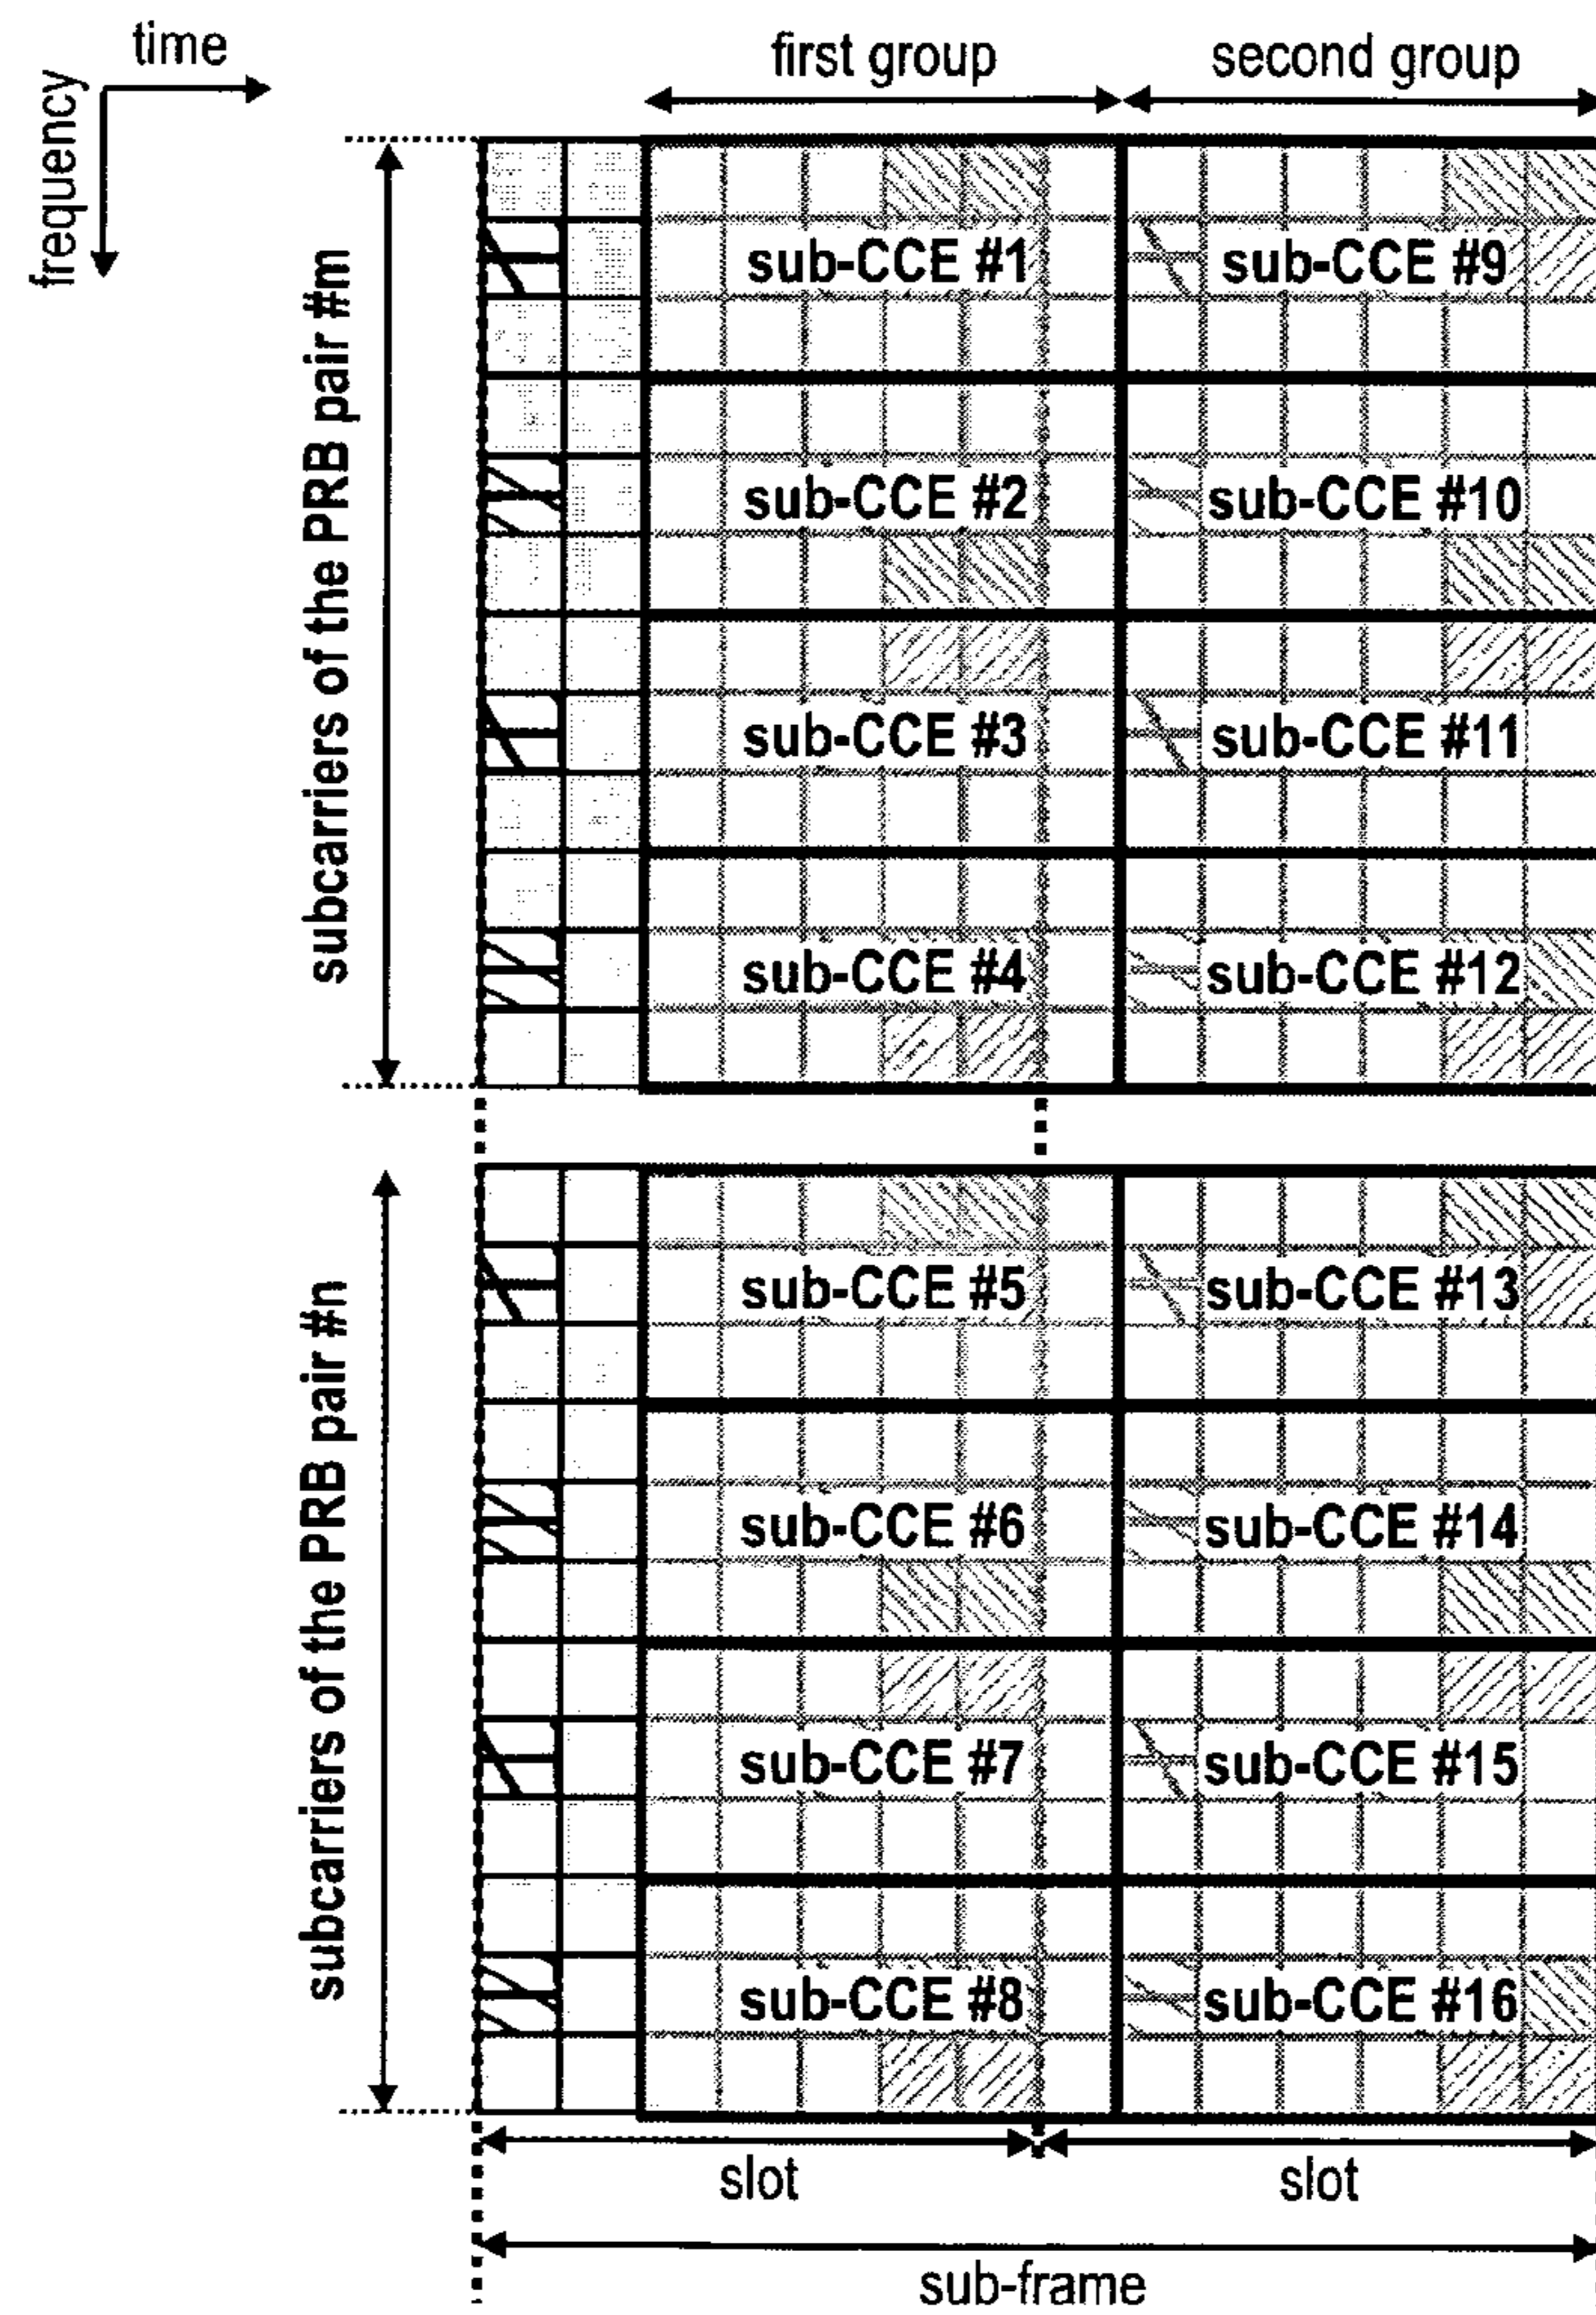 time
first group
second group
frequency
subcarriers of the PRB pair #m
sub-CCE #1
sub-CCE #9
sub-CCE #2
sub-CCE #10
sub-CCE #3
sub-CCE #11
sub-CCE #4
sub-CCE #12
subcarriers of the PRB pair #n
sub-CCE #5
sub-CCE #13
sub-CCE #6
sub-CCE #14
sub-CCE #7
sub-CCE #15
sub-CCE #8
sub-CCE #16
slot
slot
sub-frame